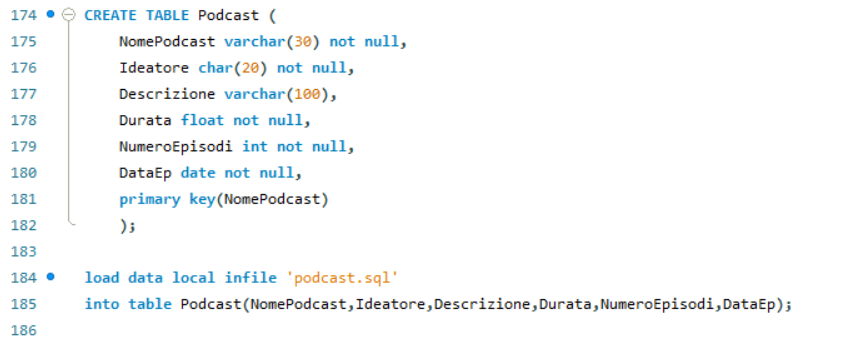 174 CREATE TABLE Podcast (
175 NomePodcast varchar(30) not null,
176 Ideatore char(20) not null,
177 Descrizione varchar(100),
178 Durata float not null,
179 NumeroEpisodi int not null,
180 DataEp date not null,
181 primary key(NomePodcast)
182 );
183
184 load data local infile 'podcast.sql'
185 into table Podcast(NomePodcast,Ideatore,Descrizione,Durata,NumeroEpisodi,DataEp);
186